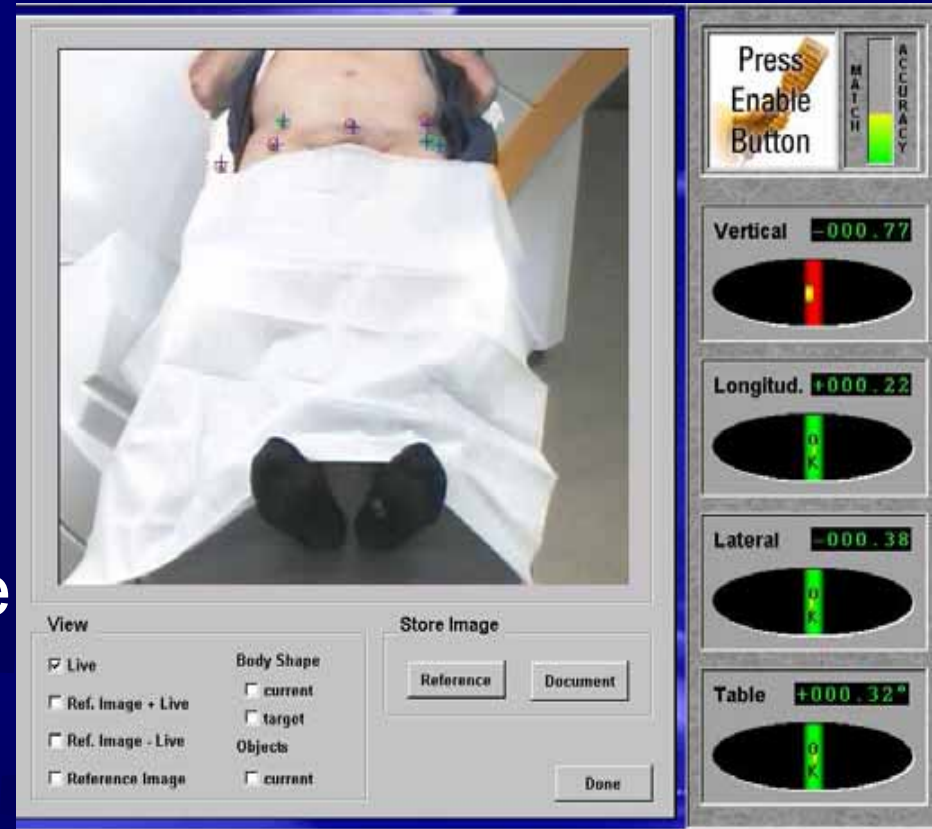 Press
Enable
Button
MATCH
ACCURACY
Vertical -000.77
Longitud. +000.22
OK
Lateral -000.38
OK
Table +000.32°
OK
e
View
Live
Ref. Image + Live
Ref. Image - Live
Reference Image
Body Shape
current
target
Objects
current
Store Image
Reference
Document
Done